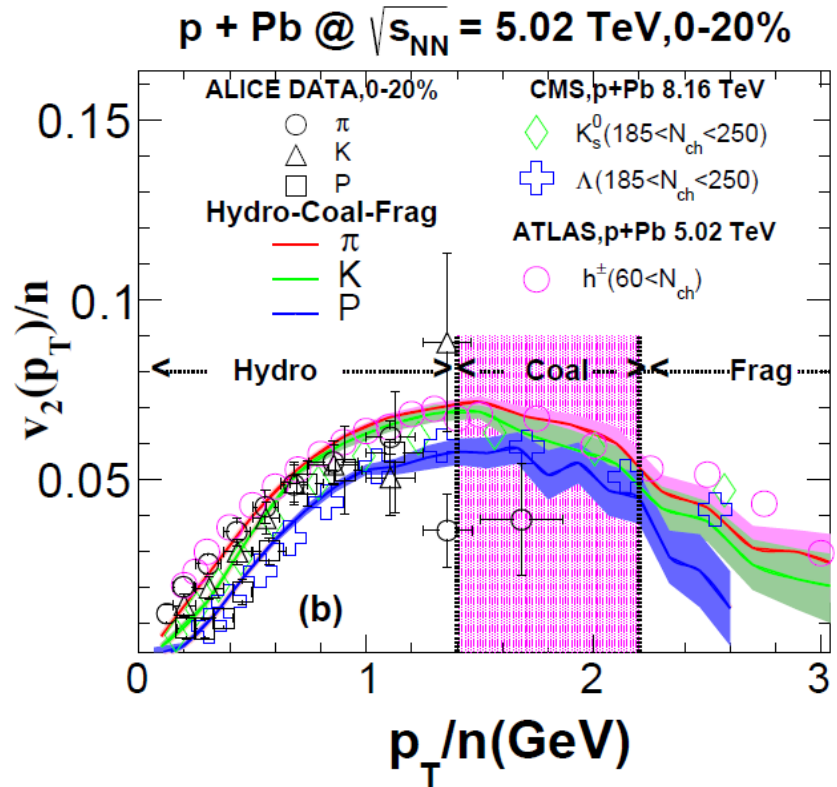 p + Pb @ √s_NN = 5.02 TeV,0-20%
ALICE DATA,0-20%
π
K
P
Hydro-Coal-Frag
π
K
P
CMS,p+Pb 8.16 TeV
K_s^0(185<N_ch<250)
Λ(185<N_ch<250)
ATLAS,p+Pb 5.02 TeV
h^±(60<N_ch)
Hydro
Coal
Frag
(b)
v_2(p_T)/n
0.15
0.1
0.05
0
0 1 2 3
p_T/n(GeV)